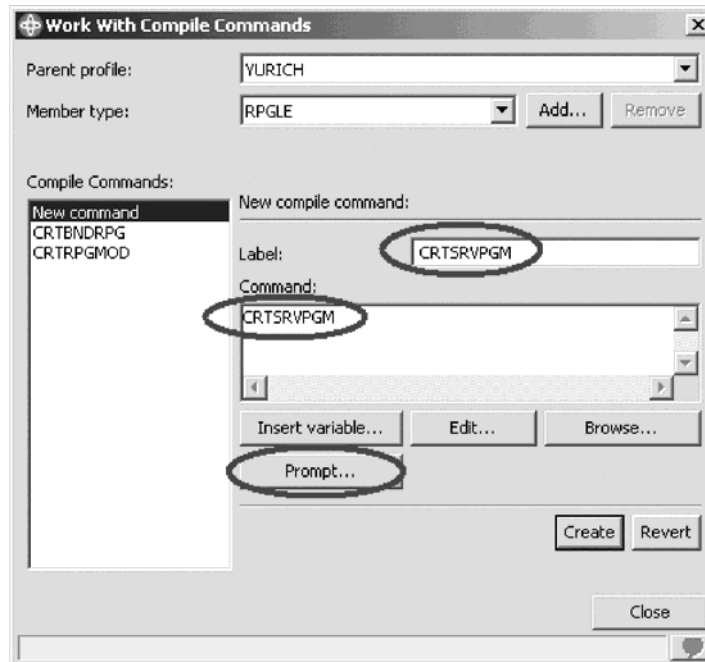 Work With Compile Commands
Parent profile: YURICH
Member type: RPGLE Add... Remove
Compile Commands:
New command
CRTBNDRPG
CRTRPGMOD
New compile command:
Label: CRTSRVPGM
Command:
CRTSRVPGM
Insert variable... Edit... Browse...
Prompt...
Create Revert
Close